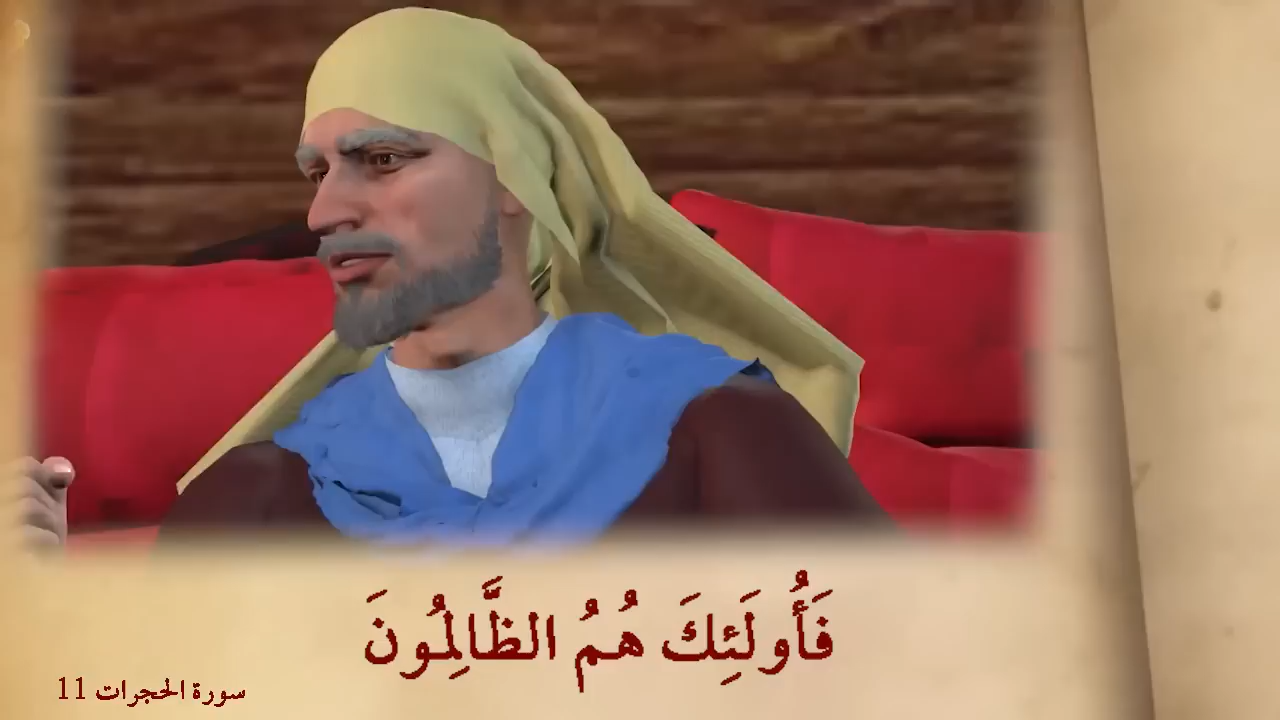 فَأُولَئِكَ هُمُ الظَّالِمُونَ
سورة الحجرات 11